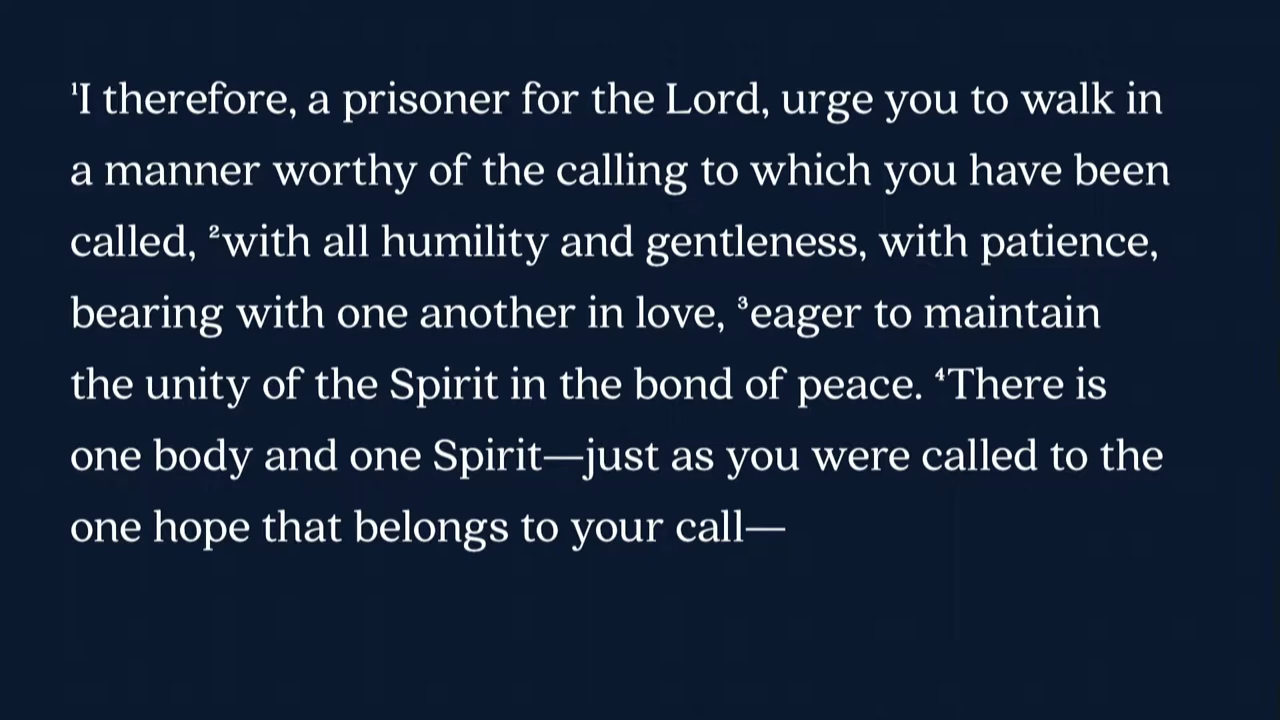 ¹I therefore, a prisoner for the Lord, urge you to walk in
a manner worthy of the calling to which you have been
called, ²with all humility and gentleness, with patience,
bearing with one another in love, ³eager to maintain
the unity of the Spirit in the bond of peace. ⁴There is
one body and one Spirit—just as you were called to the
one hope that belongs to your call—